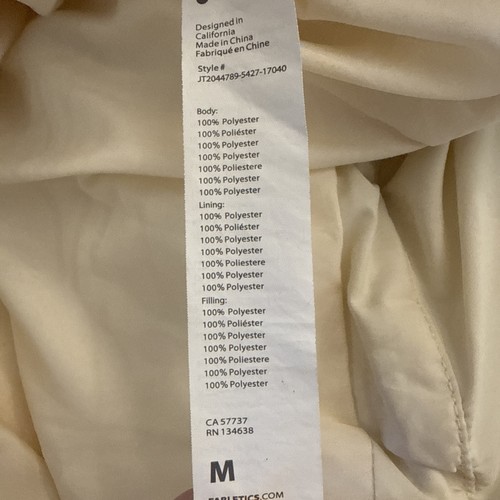 Designed in
California
Made in China
Fabriqué en Chine
Style #
JT2044789-5427-17040
Body:
100% Polyester
100% Poliéster
100% Polyester
100% Polyester
100% Poliestere
100% Polyester
100% Polyester
Lining:
100% Polyester
100% Poliéster
100% Polyester
100% Polyester
100% Poliestere
100% Polyester
100% Polyester
Filling:
100% Polyester
100% Poliéster
100% Polyester
100% Polyester
100% Poliestere
100% Polyester
100% Polyester
CA 57737
RN 134638
M
FABLETICS.COM